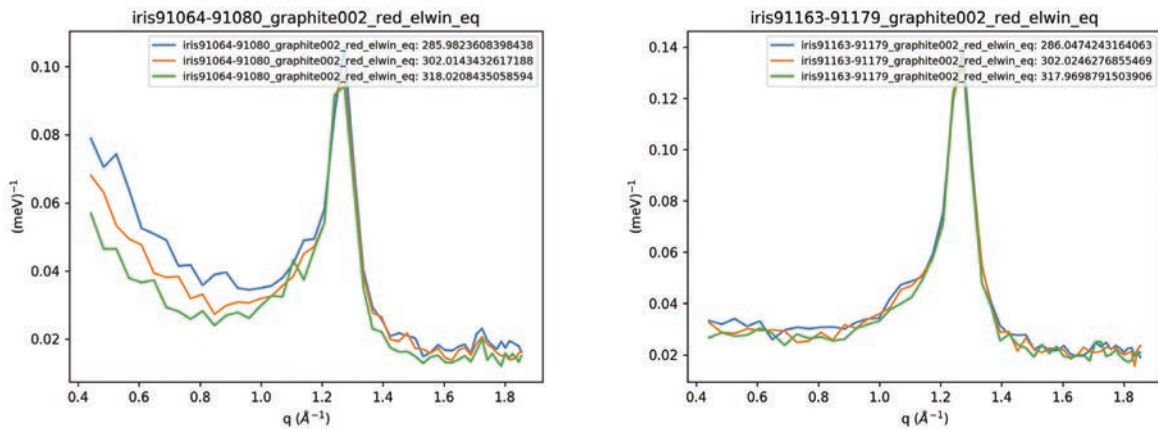 iris91064-91080_graphite002_red_elwin_eq
iris91064-91080_graphite002_red_elwin_eq: 285.9823608398438
iris91064-91080_graphite002_red_elwin_eq: 302.0143432617188
iris91064-91080_graphite002_red_elwin_eq: 318.0208435058594
0.10
0.08
0.06
0.04
0.02
(meV)⁻¹
0.4 0.6 0.8 1.0 1.2 1.4 1.6 1.8
q (Å⁻¹)
iris91163-91179_graphite002_red_elwin_eq
iris91163-91179_graphite002_red_elwin_eq: 286.0474243164063
iris91163-91179_graphite002_red_elwin_eq: 302.0246276855469
iris91163-91179_graphite002_red_elwin_eq: 317.9698791503906
0.14
0.12
0.10
0.08
0.06
0.04
0.02
(meV)⁻¹
0.4 0.6 0.8 1.0 1.2 1.4 1.6 1.8
q (Å⁻¹)